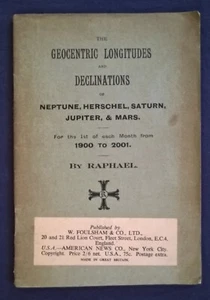 THE
GEOCENTRIC LONGITUDES
AND
DECLINATIONS
OF
NEPTUNE, HERSCHEL, SATURN,
JUPITER, & MARS.
For the 1st of each Month from
1900 TO 2001.
BY RAPHAEL.
Published by
W. FOULSHAM & CO., LTD.,
20 and 21 Red Lion Court, Fleet Street, London, E.C.4,
England.
U.S.A.—AMERICAN NEWS CO., New York City.
Copyright. Price 2/6 net. U.S.A., 75c. Postage extra.
MADE IN GREAT BRITAIN.